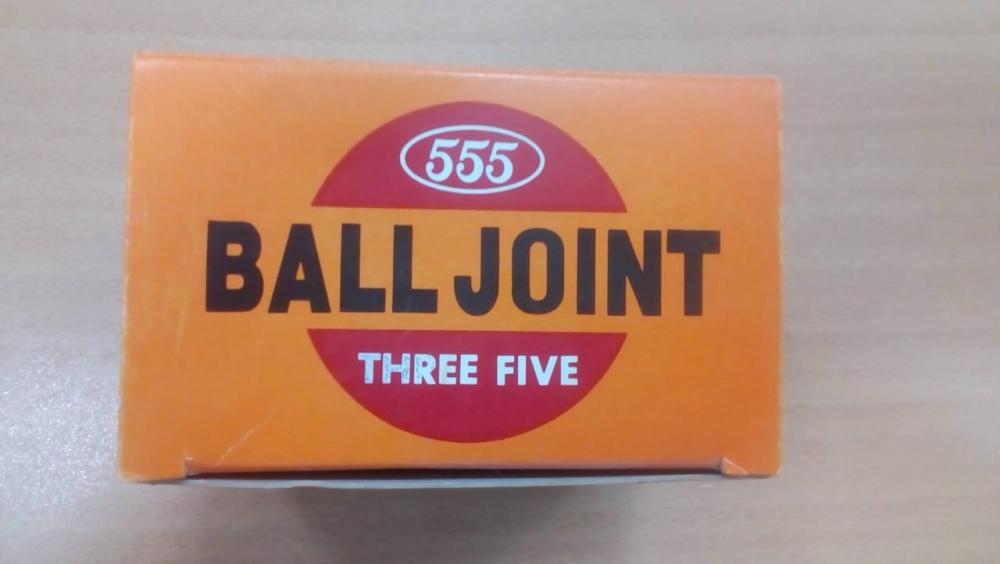 555
BALL JOINT
THREE FIVE